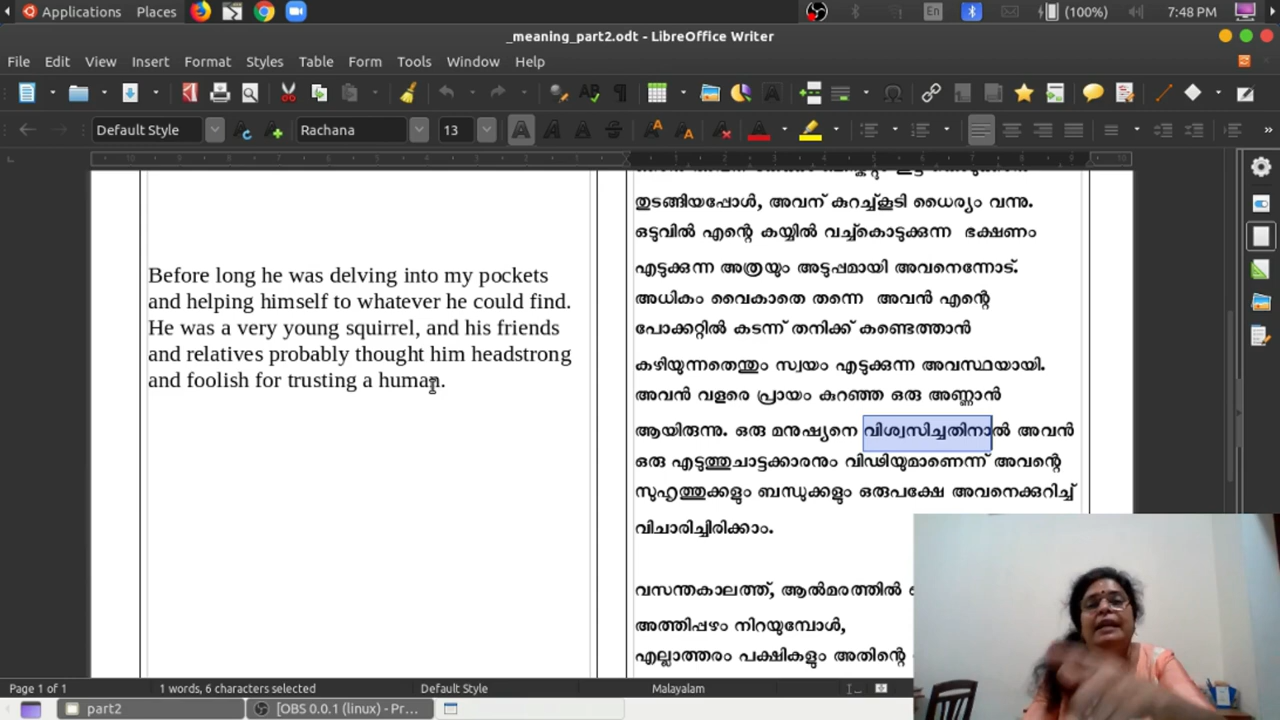 Applications Places En (100%) 7:48 PM
_meaning_part2.odt - LibreOffice Writer
File Edit View Insert Format Styles Table Form Tools Window Help
Default Style Rachana 13
Before long he was delving into my pockets
and helping himself to whatever he could find.
He was a very young squirrel, and his friends
and relatives probably thought him headstrong
and foolish for trusting a human.
തുടങ്ങിയപ്പോൾ, അവന് കുറച്ച്കൂടി ധൈര്യം വന്നു.
ഒടുവിൽ എന്റെ കയ്യിൽ വച്ച്കൊടുക്കുന്ന ഭക്ഷണം
എടുക്കുന്ന അത്രയും അടുപ്പമായി അവനെന്നോട്.
അധികം വൈകാതെ തന്നെ അവൻ എന്റെ
പോക്കറ്റിൽ കടന്ന് തനിക്ക് കണ്ടെത്താൻ
കഴിയുന്നതെന്തും സ്വയം എടുക്കുന്ന അവസ്ഥയായി.
അവൻ വളരെ പ്രായം കുറഞ്ഞ ഒരു അണ്ണാൻ
ആയിരുന്നു. ഒരു മനുഷ്യനെ വിശ്വസിച്ചതിനാൽ അവൻ
ഒരു എടുത്തുചാട്ടക്കാരനും വിഢിയുമാണെന്ന് അവന്റെ
സുഹൃത്തുക്കളും ബന്ധുക്കളും ഒരുപക്ഷേ അവനെക്കുറിച്ച്
വിചാരിച്ചിരിക്കാം.
വസന്തകാലത്ത്, ആൽമരത്തിൽ
അത്തിപ്പഴം നിറയുമ്പോൾ,
എല്ലാത്തരം പക്ഷികളും അതിന്റെ
Page 1 of 1 1 words, 6 characters selected Default Style Malayalam
part2 [OBS 0.0.1 (linux) - Pr...